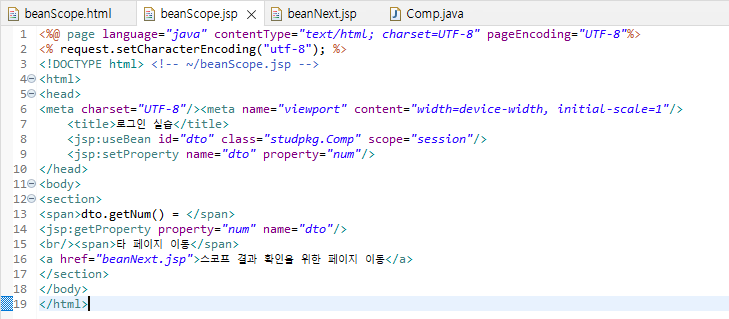 beanScope.html beanScope.jsp beanNext.jsp Comp.java
1 <%@ page language="java" contentType="text/html; charset=UTF-8" pageEncoding="UTF-8"%>
2 <% request.setCharacterEncoding("utf-8"); %>
3 <!DOCTYPE html> <!-- ~/beanScope.jsp -->
4 <html>
5 <head>
6 <meta charset="UTF-8"/><meta name="viewport" content="width=device-width, initial-scale=1"/>
7 <title>로그인 실습</title>
8 <jsp:useBean id="dto" class="studpkg.Comp" scope="session"/>
9 <jsp:setProperty name="dto" property="num"/>
10 </head>
11 <body>
12 <section>
13 <span>dto.getNum() = </span>
14 <jsp:getProperty property="num" name="dto"/>
15 <br/><span>타 페이지 이동</span>
16 <a href="beanNext.jsp">스코프 결과 확인을 위한 페이지 이동</a>
17 </section>
18 </body>
19 </html>